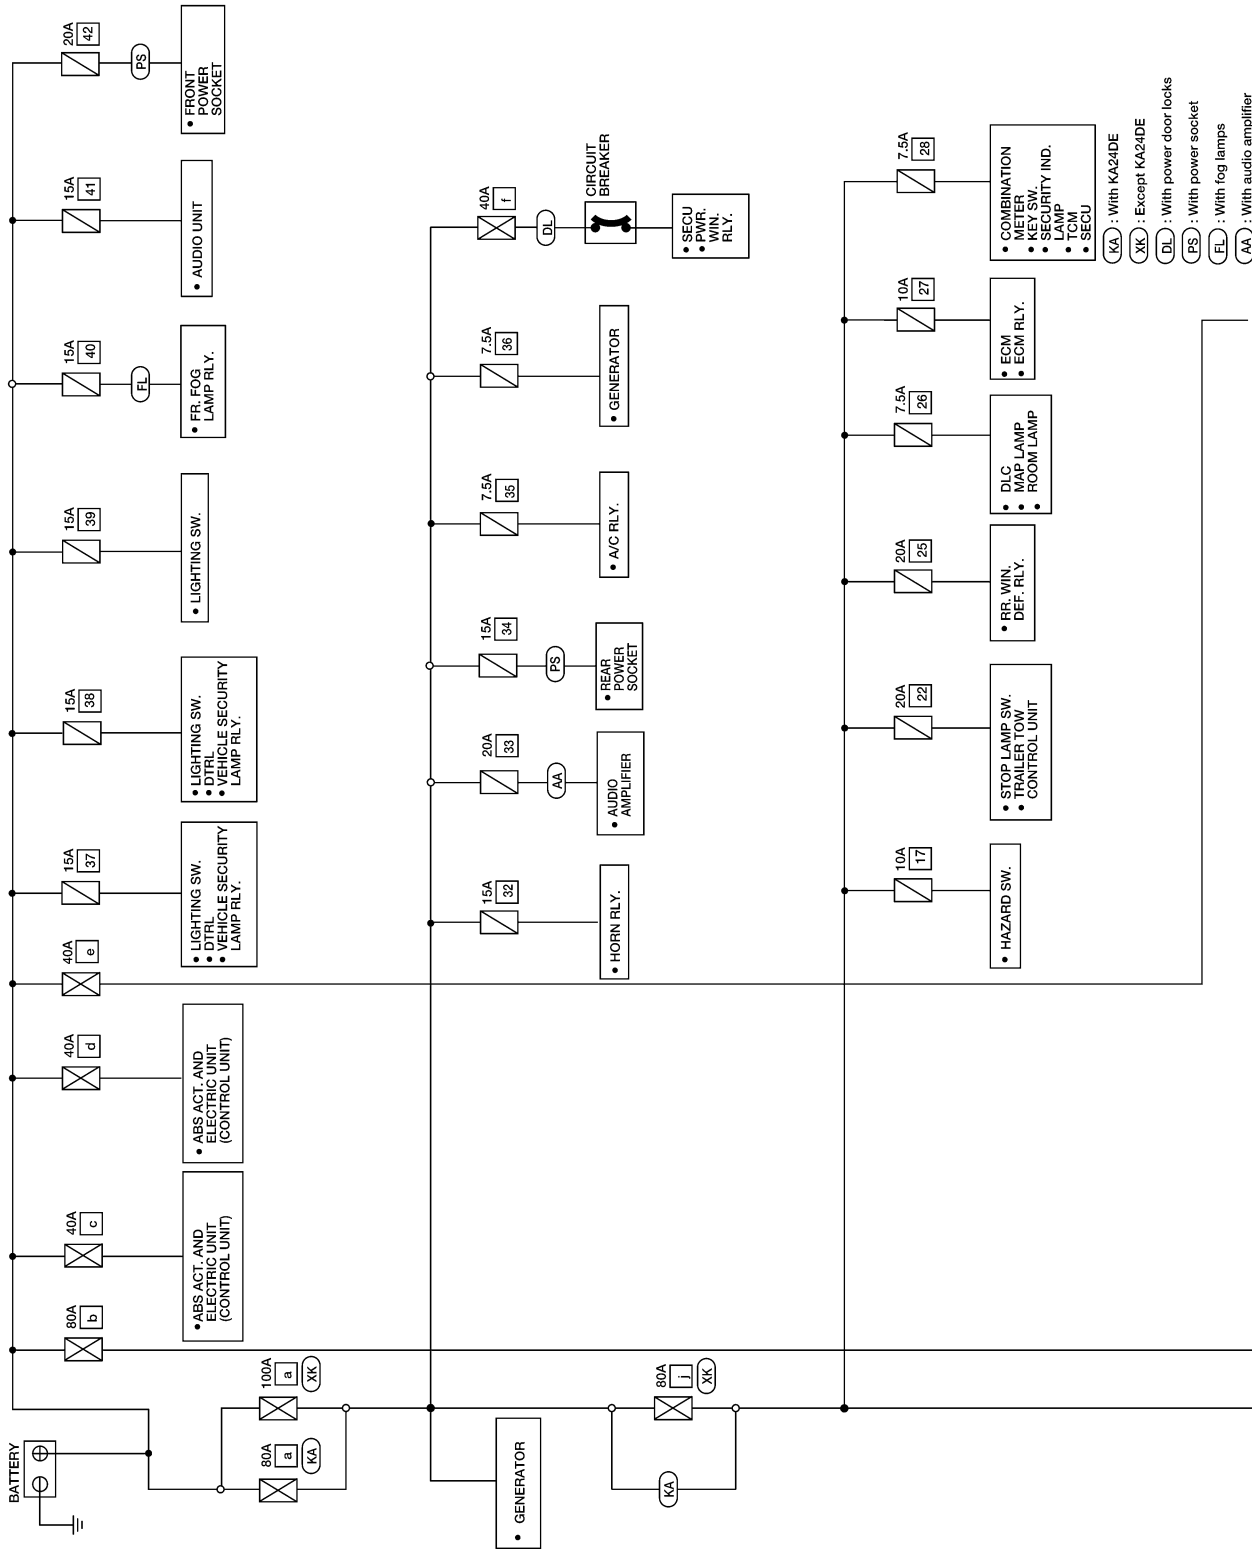 BATTERY
80A
b
40A
c
• ABS ACT. AND
ELECTRIC UNIT
(CONTROL UNIT)
40A
d
• ABS ACT. AND
ELECTRIC UNIT
(CONTROL UNIT)
40A
e
15A
37
• LIGHTING SW.
• DTRL
• VEHICLE SECURITY
LAMP RLY.
15A
38
• LIGHTING SW.
• DTRL
• VEHICLE SECURITY
LAMP RLY.
15A
39
• LIGHTING SW.
15A
40
FL
• FR. FOG
LAMP RLY.
15A
41
• AUDIO UNIT
20A
42
PS
• FRONT
POWER
SOCKET
80A
a
KA
100A
a
XK
• GENERATOR
15A
32
• HORN RLY.
20A
33
AA
• AUDIO
AMPLIFIER
15A
34
PS
• REAR
POWER
SOCKET
7.5A
35
• A/C RLY.
7.5A
36
• GENERATOR
40A
f
DL
CIRCUIT
BREAKER
• SECU
• PWR.
WIN.
RLY.
KA
80A
j
XK
10A
17
• HAZARD SW.
20A
22
• STOP LAMP SW.
• TRAILER TOW
CONTROL UNIT
20A
25
• RR. WIN.
DEF. RLY.
7.5A
26
• DLC
• MAP LAMP
• ROOM LAMP
10A
27
• ECM
• ECM RLY.
7.5A
28
• COMBINATION
METER
• KEY SW.
• SECURITY IND.
LAMP
• TCM
• SECU
KA : With KA24DE
XK : Except KA24DE
DL : With power door locks
PS : With power socket
FL : With fog lamps
AA : With audio amplifier